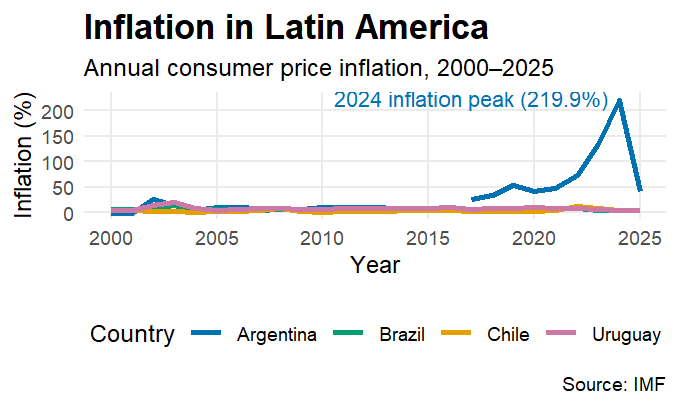 Inflation in Latin America
Annual consumer price inflation, 2000–2025
2024 inflation peak (219.9%)
Inflation (%)
200
150
100
50
0
2000 2005 2010 2015 2020 2025
Year
Country Argentina Brazil Chile Uruguay
Source: IMF